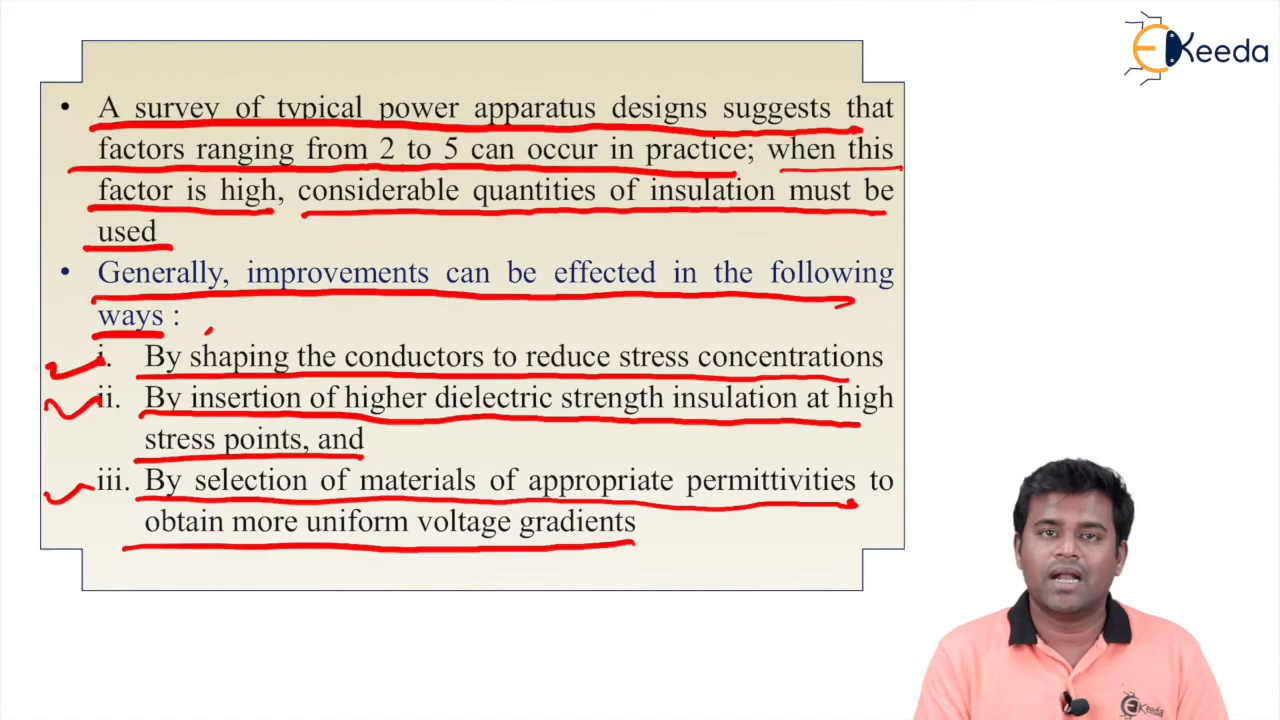 EKeeda
• A survey of typical power apparatus designs suggests that
factors ranging from 2 to 5 can occur in practice; when this
factor is high, considerable quantities of insulation must be
used
• Generally, improvements can be effected in the following
ways :
i. By shaping the conductors to reduce stress concentrations
ii. By insertion of higher dielectric strength insulation at high
stress points, and
iii. By selection of materials of appropriate permittivities to
obtain more uniform voltage gradients
EKeeda